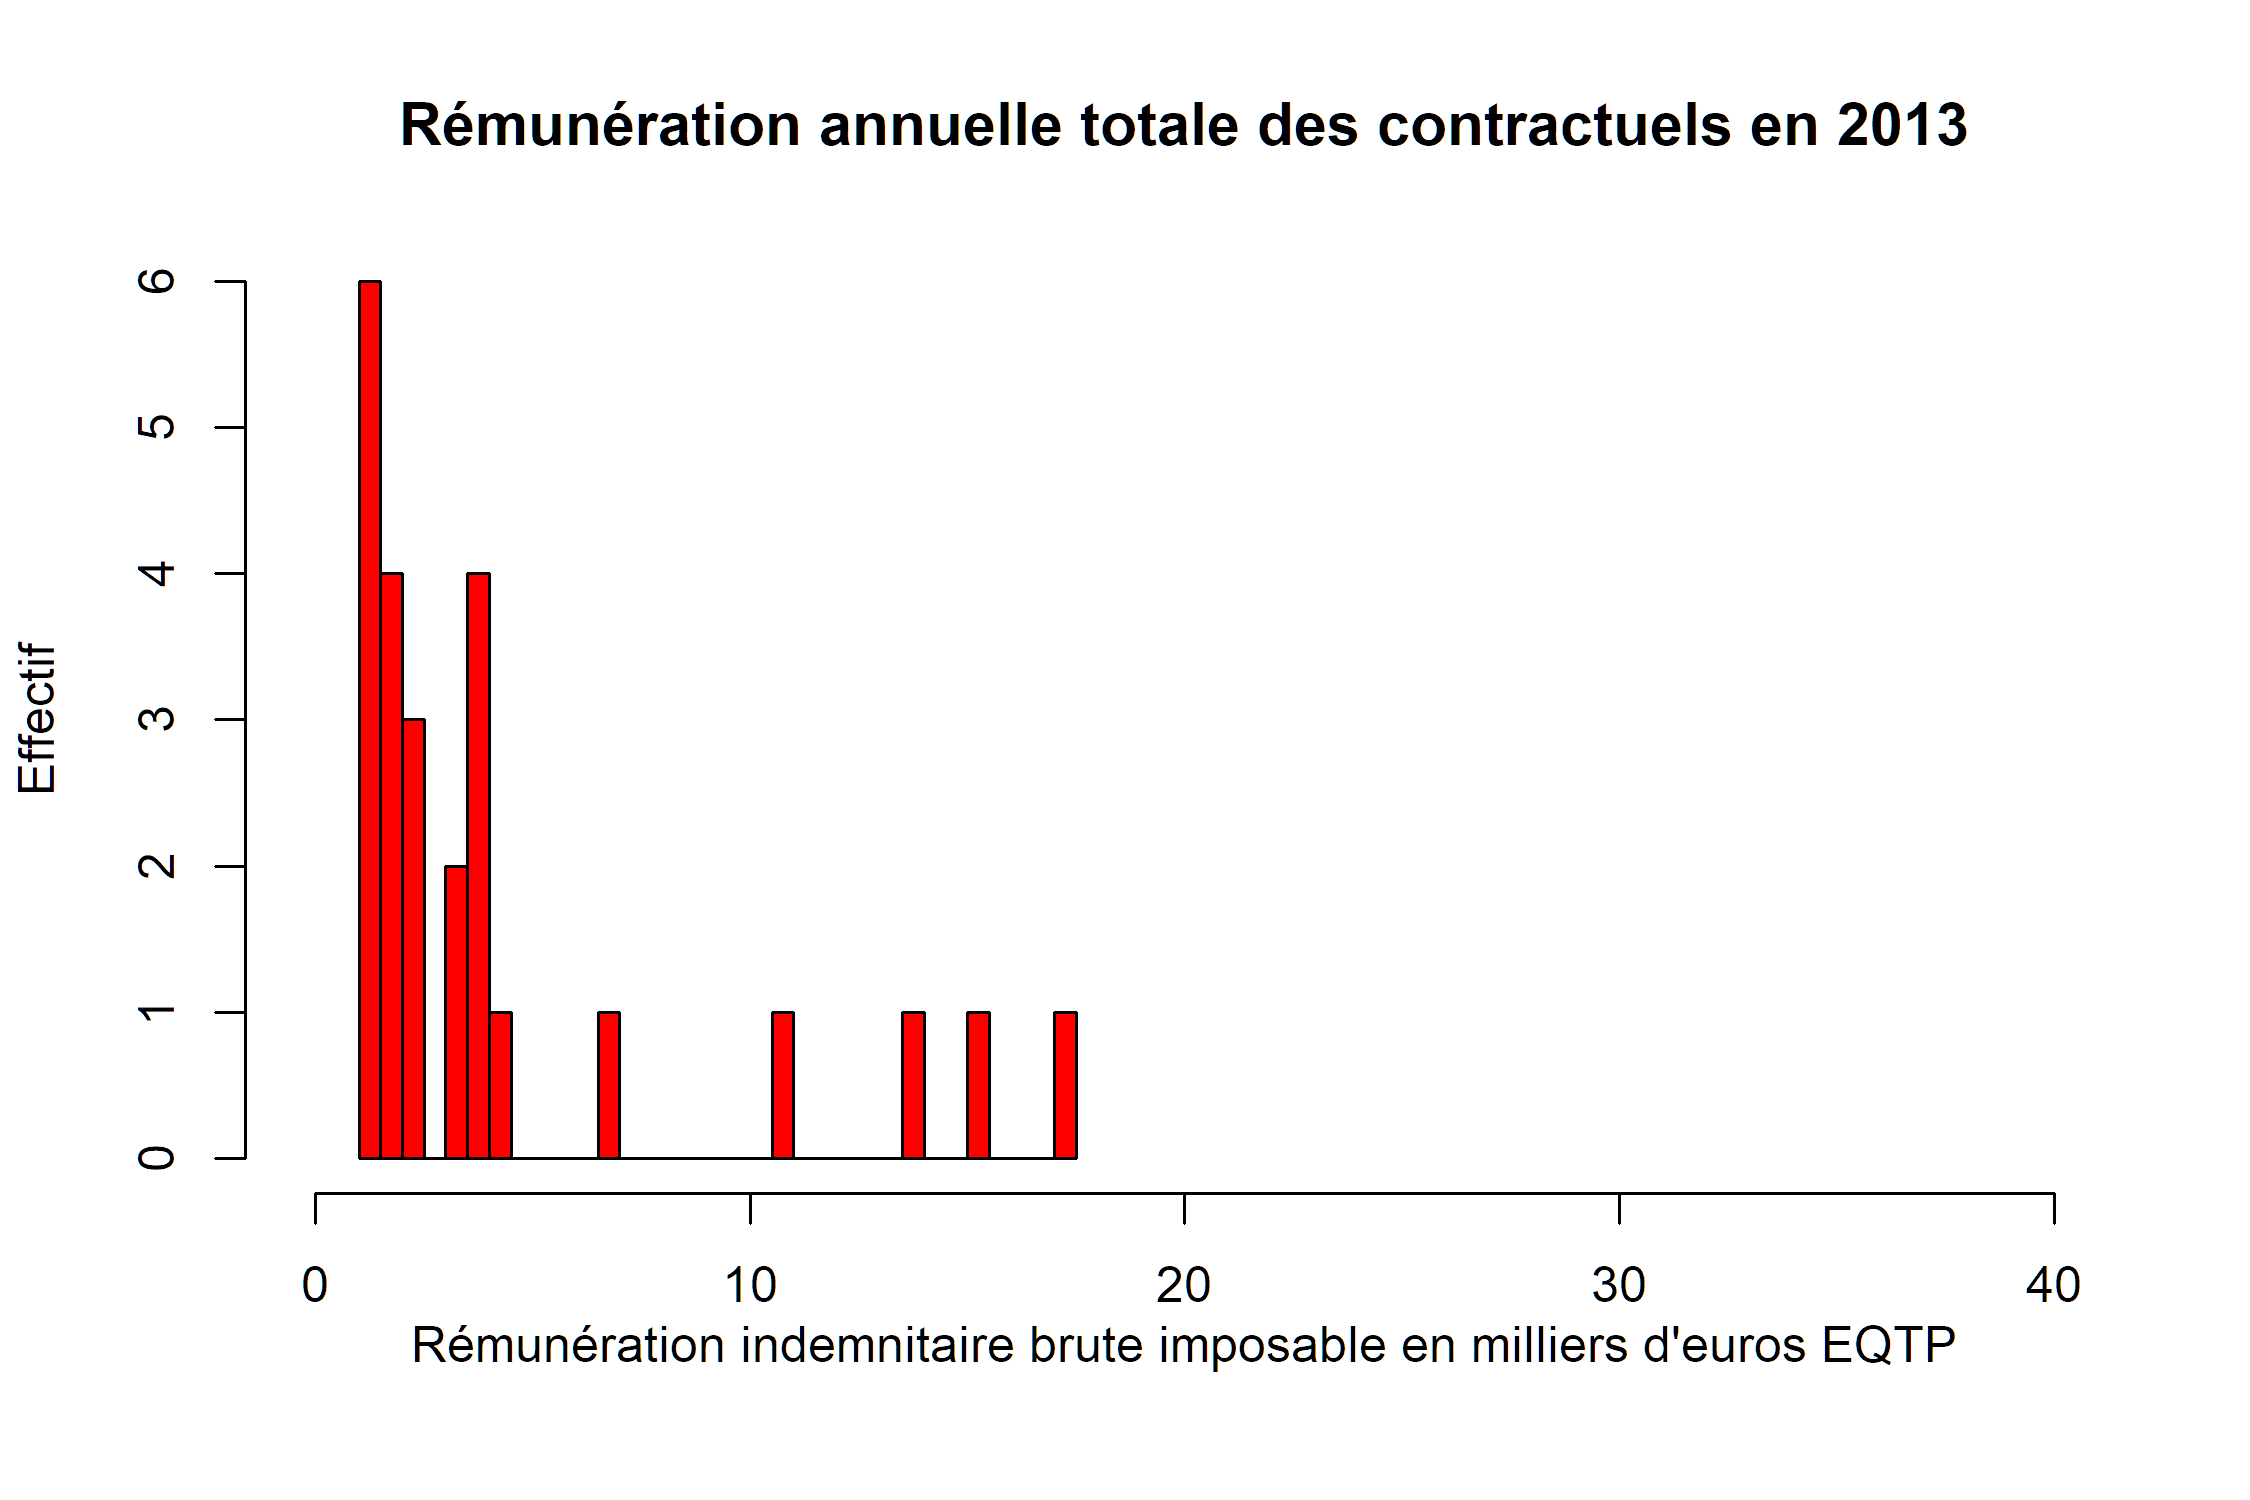 Rémunération annuelle totale des contractuels en 2013
6
5
4
3
2
1
0
Effectif
0 10 20 30 40
Rémunération indemnitaire brute imposable en milliers d'euros EQTP